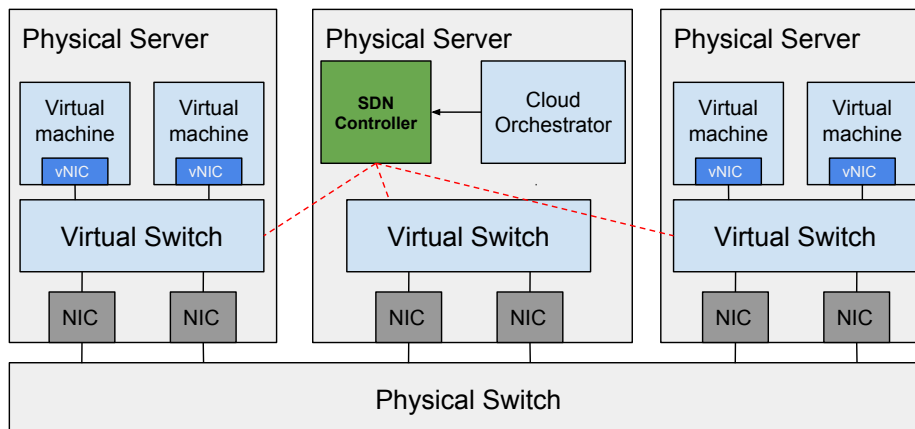 Physical Server
Virtual
machine
vNIC
Virtual
machine
vNIC
Virtual Switch
NIC
NIC
Physical Server
SDN
Controller
Cloud
Orchestrator
Virtual Switch
NIC
NIC
Physical Server
Virtual
machine
vNIC
Virtual
machine
vNIC
Virtual Switch
NIC
NIC
Physical Switch